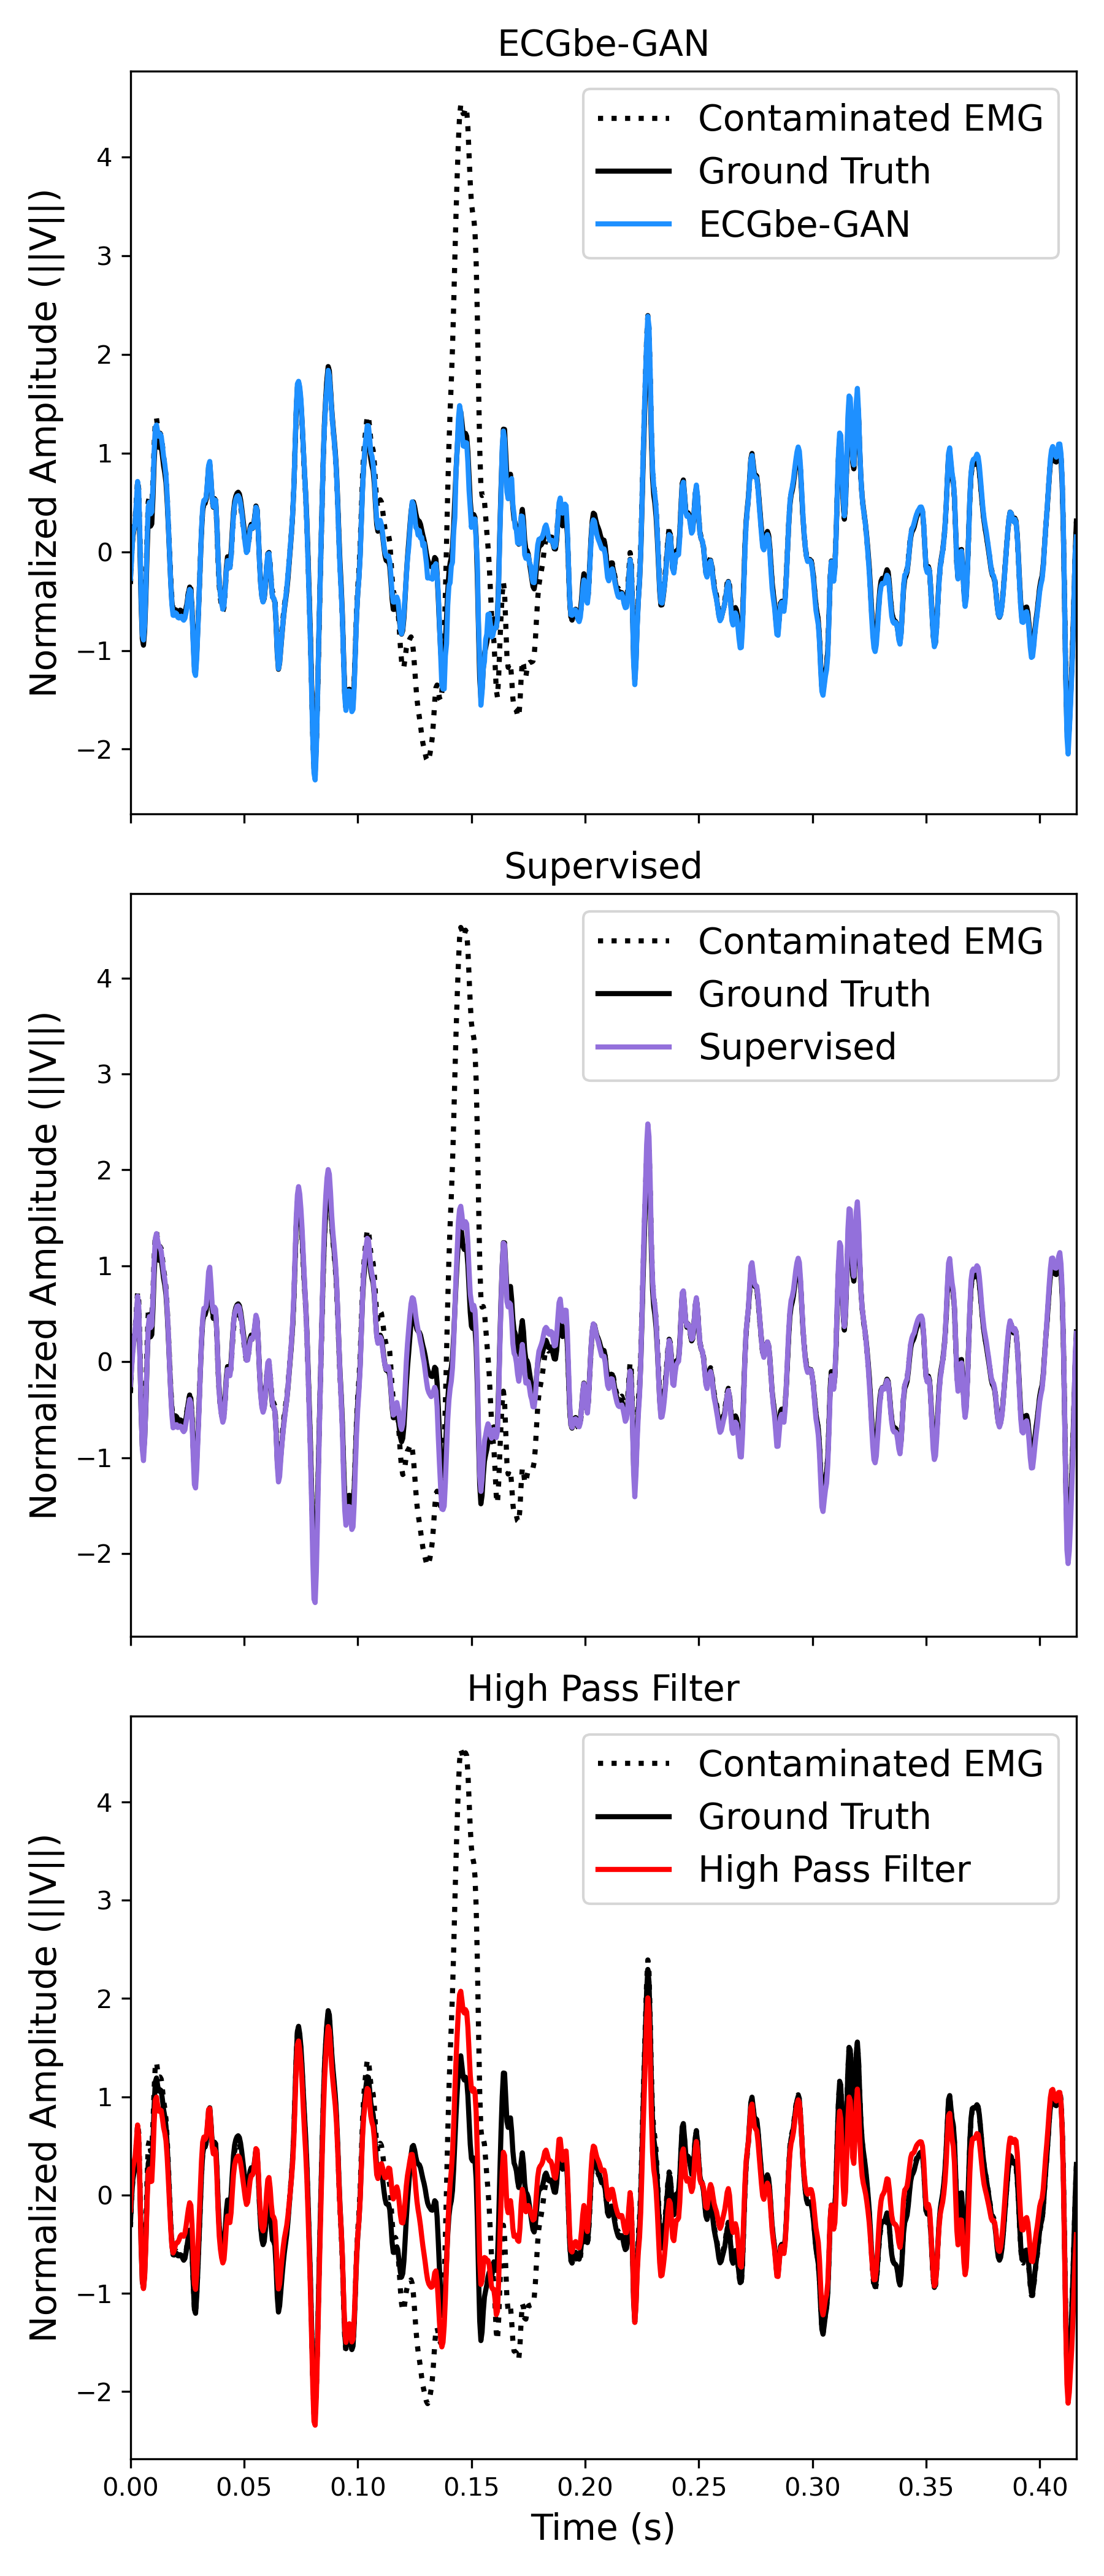 ECGbe-GAN
Contaminated EMG
Ground Truth
ECGbe-GAN
4
3
2
1
0
−1
−2
Normalized Amplitude (||V||)
Supervised
Contaminated EMG
Ground Truth
Supervised
4
3
2
1
0
−1
−2
Normalized Amplitude (||V||)
High Pass Filter
Contaminated EMG
Ground Truth
High Pass Filter
4
3
2
1
0
−1
−2
Normalized Amplitude (||V||)
0.00 0.05 0.10 0.15 0.20 0.25 0.30 0.35 0.40
Time (s)